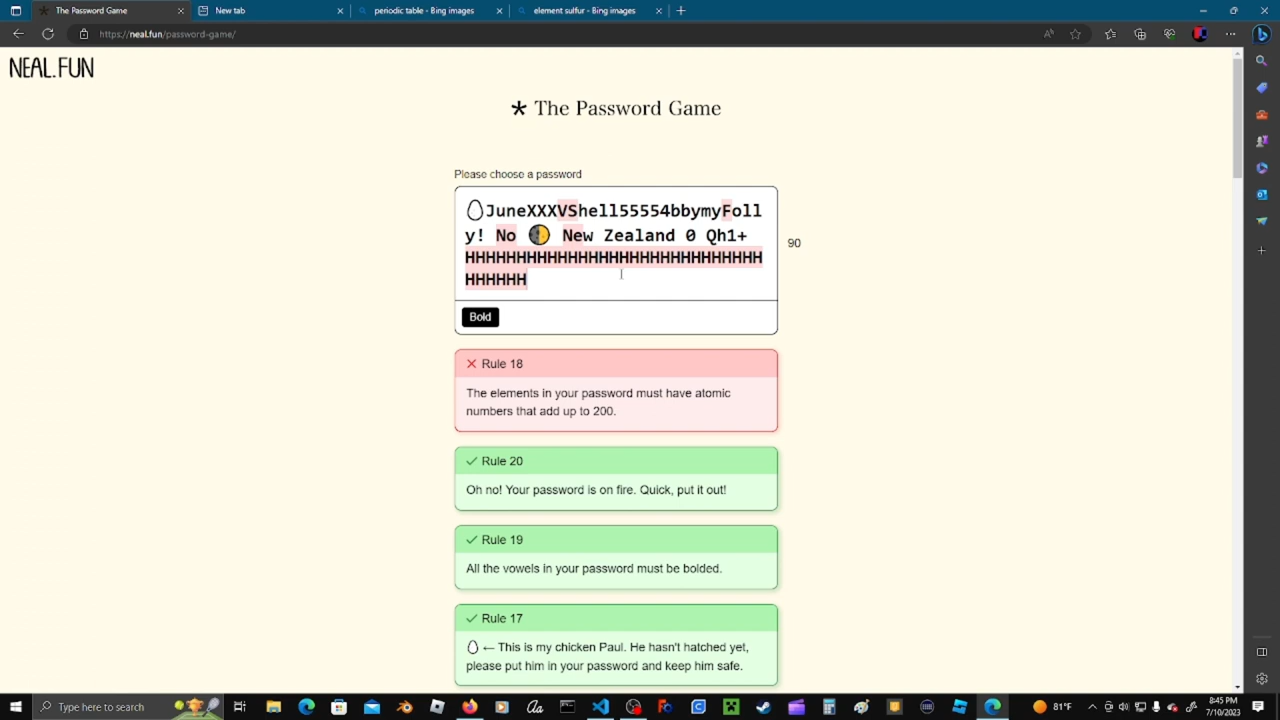 The Password Game
New tab
periodic table - Bing images
element sulfur - Bing images
https://neal.fun/password-game/
NEAL.FUN
* The Password Game
Please choose a password
🥚JuneXXXVShell55554bbymyFoll
y! No 🌓 New Zealand 0 Qh1+
HHHHHHHHHHHHHHHHHHHHHHHHHHHHH
HHHHHH
90
Bold
Rule 18
The elements in your password must have atomic
numbers that add up to 200.
Rule 20
Oh no! Your password is on fire. Quick, put it out!
Rule 19
All the vowels in your password must be bolded.
Rule 17
🥚 ← This is my chicken Paul. He hasn't hatched yet,
please put him in your password and keep him safe.
Type here to search
81°F
8:45 PM
7/10/2023